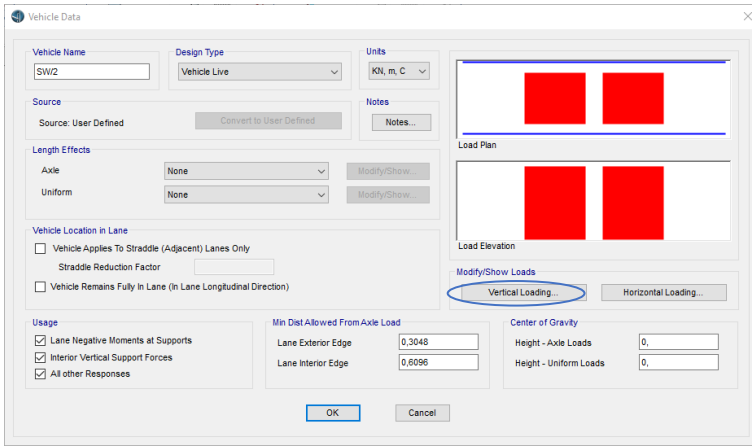 Vehicle Data
Vehicle Name
SW/2
Design Type
Vehicle Live
Units
KN, m, C
Source
Source: User Defined
Convert to User Defined
Notes
Notes...
Load Plan
Length Effects
Axle
None
Modify/Show...
Uniform
None
Modify/Show...
Load Elevation
Vehicle Location in Lane
Vehicle Applies To Straddle (Adjacent) Lanes Only
Straddle Reduction Factor
Vehicle Remains Fully In Lane (In Lane Longitudinal Direction)
Modify/Show Loads
Vertical Loading...
Horizontal Loading...
Usage
Lane Negative Moments at Supports
Interior Vertical Support Forces
All other Responses
Min Dist Allowed From Axle Load
Lane Exterior Edge
0,3048
Lane Interior Edge
0,6096
Center of Gravity
Height - Axle Loads
0,
Height - Uniform Loads
0,
OK
Cancel